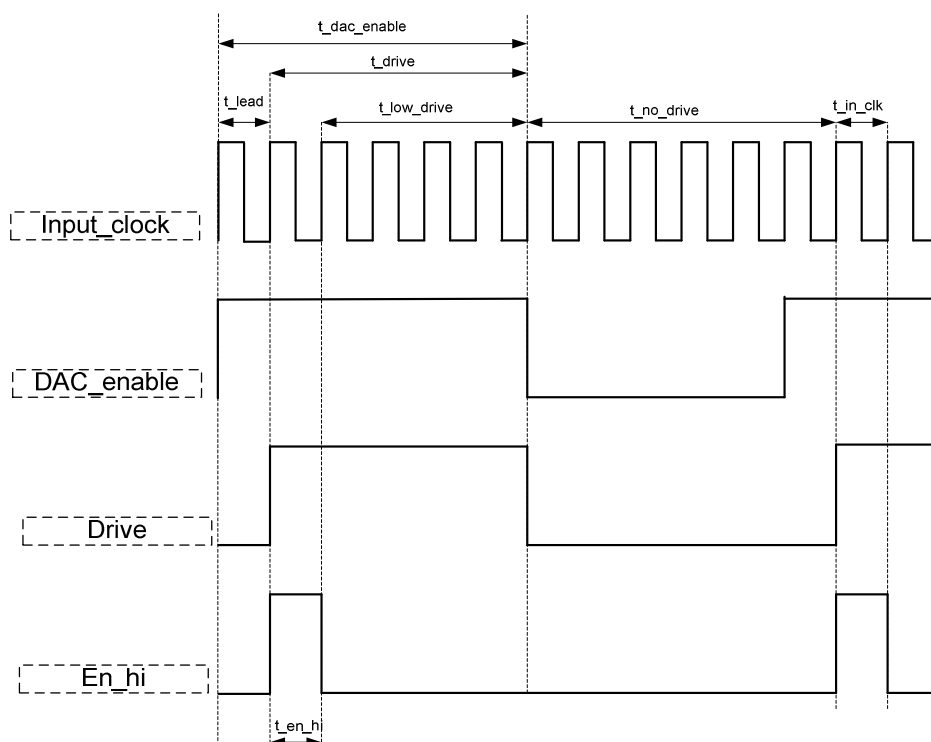 t_dac_enable
t_drive
t_lead
t_low_drive
t_no_drive
t_in_clk
Input_clock
DAC_enable
Drive
En_hi
t_en_hi